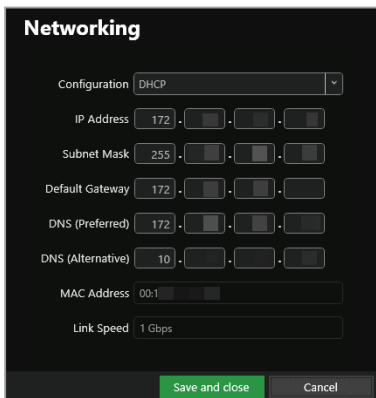 Networking
Configuration DHCP
IP Address 172 . . .
Subnet Mask 255 . . .
Default Gateway 172 . . .
DNS (Preferred) 172 . . .
DNS (Alternative) 10 . . .
MAC Address 00:1
Link Speed 1 Gbps
Save and close Cancel